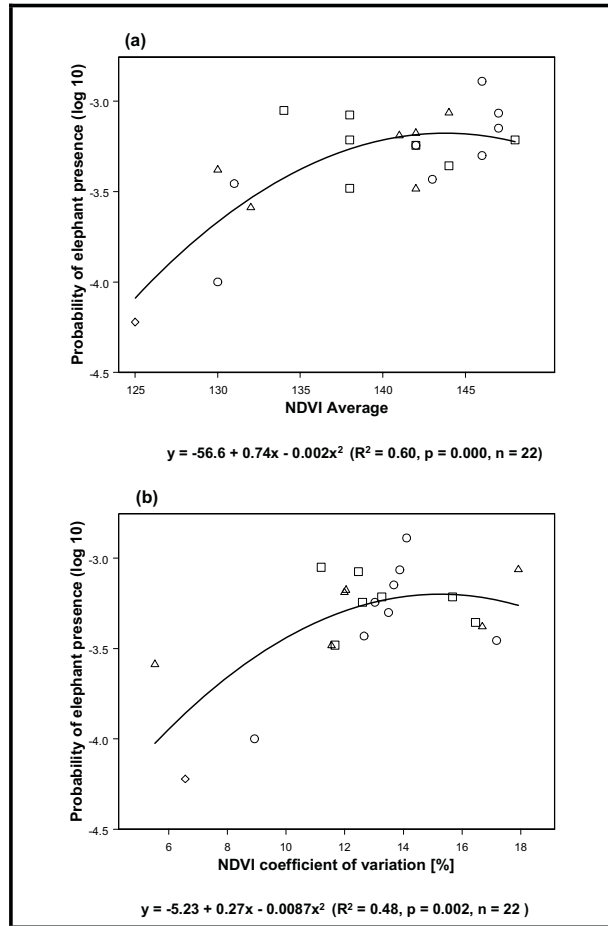 (a)
Probability of elephant presence (log 10)
-3.0
-3.5
-4.0
-4.5
125
130
135
140
145
NDVI Average
y = -56.6 + 0.74x - 0.002x² (R² = 0.60, p = 0.000, n = 22)
(b)
Probability of elephant presence (log 10)
-3.0
-3.5
-4.0
-4.5
6
8
10
12
14
16
18
NDVI coefficient of variation [%]
y = -5.23 + 0.27x - 0.0087x² (R² = 0.48, p = 0.002, n = 22 )